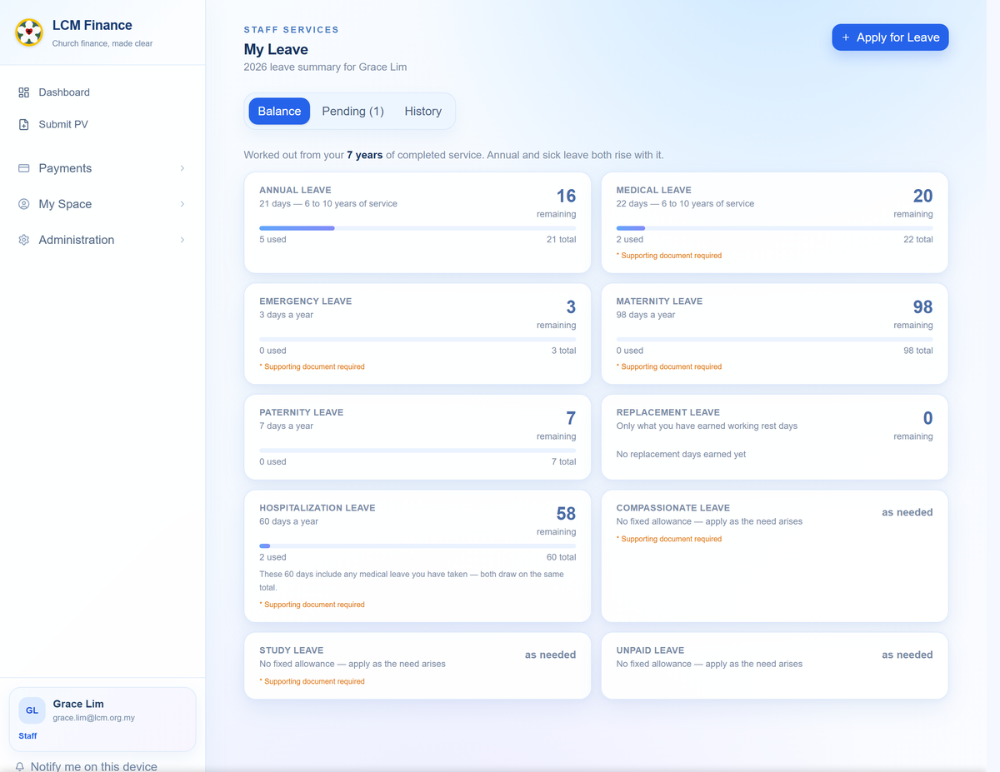 LCM Finance
Church finance, made clear
Dashboard
Submit PV
Payments
My Space
Administration
GL
Grace Lim
grace.lim@lcm.org.my
Staff
Notify me on this device
STAFF SERVICES
My Leave
2026 leave summary for Grace Lim
+ Apply for Leave
Balance
Pending (1)
History
Worked out from your 7 years of completed service. Annual and sick leave both rise with it.
ANNUAL LEAVE
21 days — 6 to 10 years of service
16
remaining
5 used
21 total
MEDICAL LEAVE
22 days — 6 to 10 years of service
20
remaining
2 used
22 total
* Supporting document required
EMERGENCY LEAVE
3 days a year
3
remaining
0 used
3 total
* Supporting document required
MATERNITY LEAVE
98 days a year
98
remaining
0 used
98 total
* Supporting document required
PATERNITY LEAVE
7 days a year
7
remaining
0 used
7 total
REPLACEMENT LEAVE
Only what you have earned working rest days
0
remaining
No replacement days earned yet
HOSPITALIZATION LEAVE
60 days a year
58
remaining
2 used
60 total
These 60 days include any medical leave you have taken — both draw on the same
total.
* Supporting document required
COMPASSIONATE LEAVE
No fixed allowance — apply as the need arises
as needed
* Supporting document required
STUDY LEAVE
No fixed allowance — apply as the need arises
as needed
* Supporting document required
UNPAID LEAVE
No fixed allowance — apply as the need arises
as needed